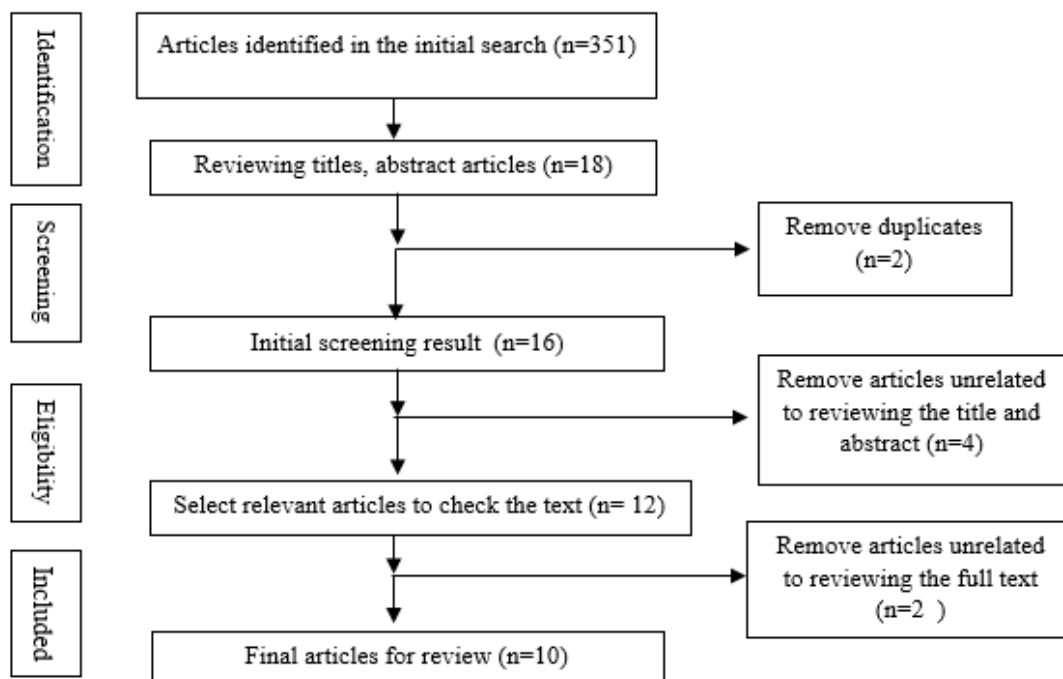 Identification
Articles identified in the initial search (n=351)
Reviewing titles, abstract articles (n=18)
Screening
Remove duplicates
(n=2)
Initial screening result  (n=16)
Eligibility
Remove articles unrelated
to reviewing the title and
abstract (n=4)
Select relevant articles to check the text (n= 12)
Included
Remove articles unrelated
to reviewing the full text
(n=2  )
Final articles for review (n=10)